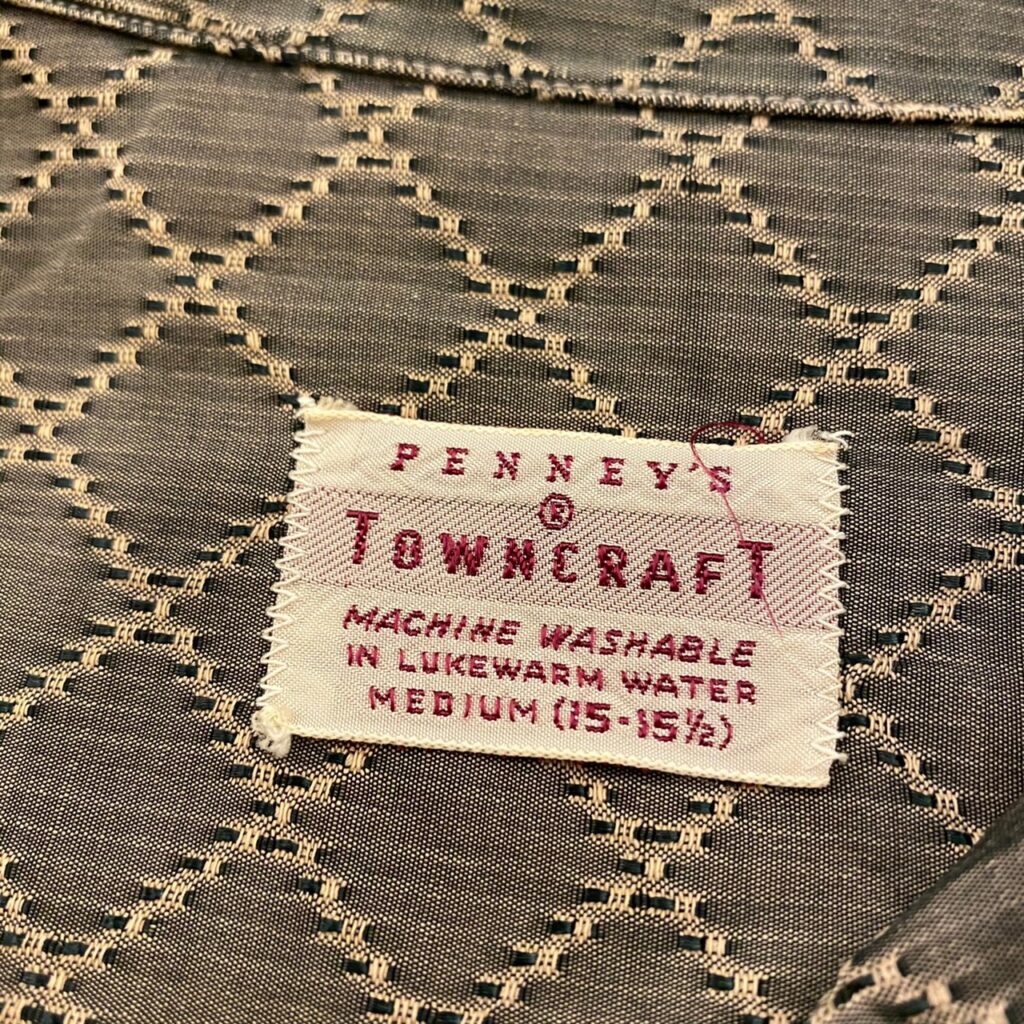 PENNEY'S
®
TOWNCRAFT
MACHINE WASHABLE
IN LUKEWARM WATER
MEDIUM (15-15½)